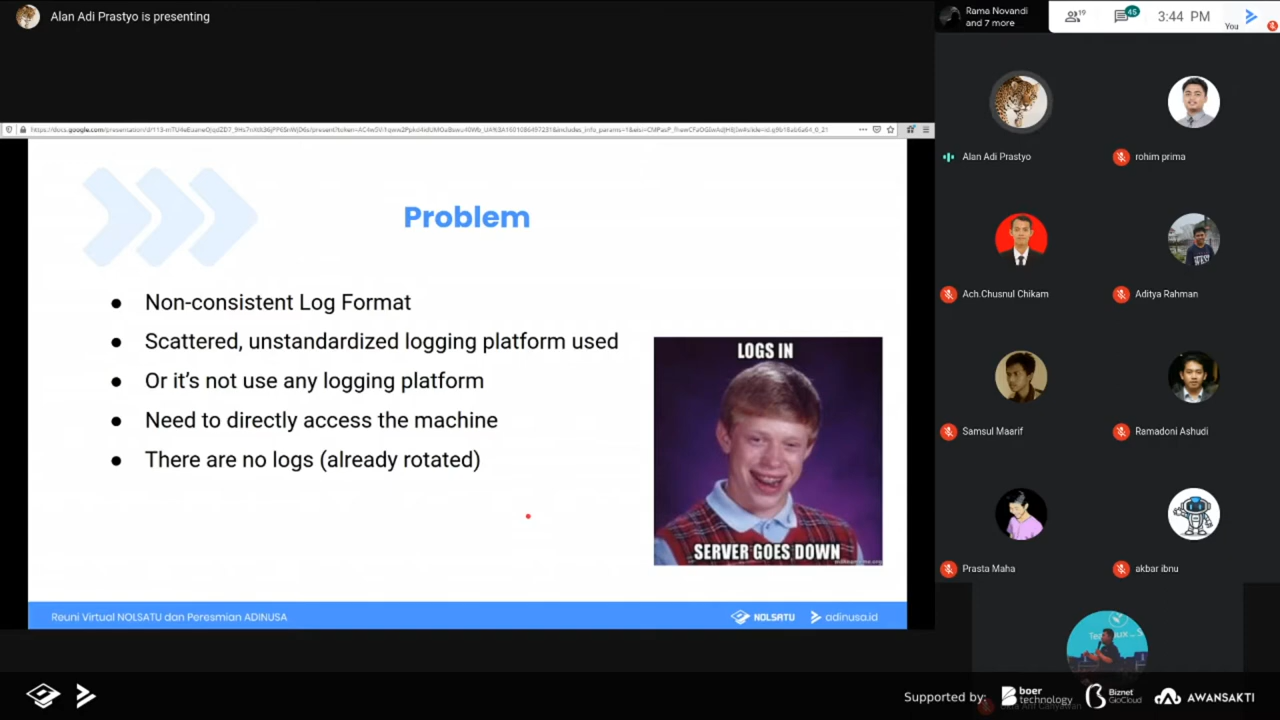 Alan Adi Prastyo is presenting
Rama Novandi
and 7 more
19
45
3:44 PM
You
Problem
● Non-consistent Log Format
● Scattered, unstandardized logging platform used
● Or it's not use any logging platform
● Need to directly access the machine
● There are no logs (already rotated)
LOGS IN
SERVER GOES DOWN
Reuni Virtual NOLSATU dan Peresmian ADINUSA
NOLSATU
adinusa.id
Alan Adi Prastyo
rohim prima
Ach.Chusnul Chikam
Aditya Rahman
Samsul Maarif
Ramadoni Ashudi
Prasta Maha
akbar ibnu
Supported by:
boer
technology
Biznet
GioCloud
AWANSAKTI